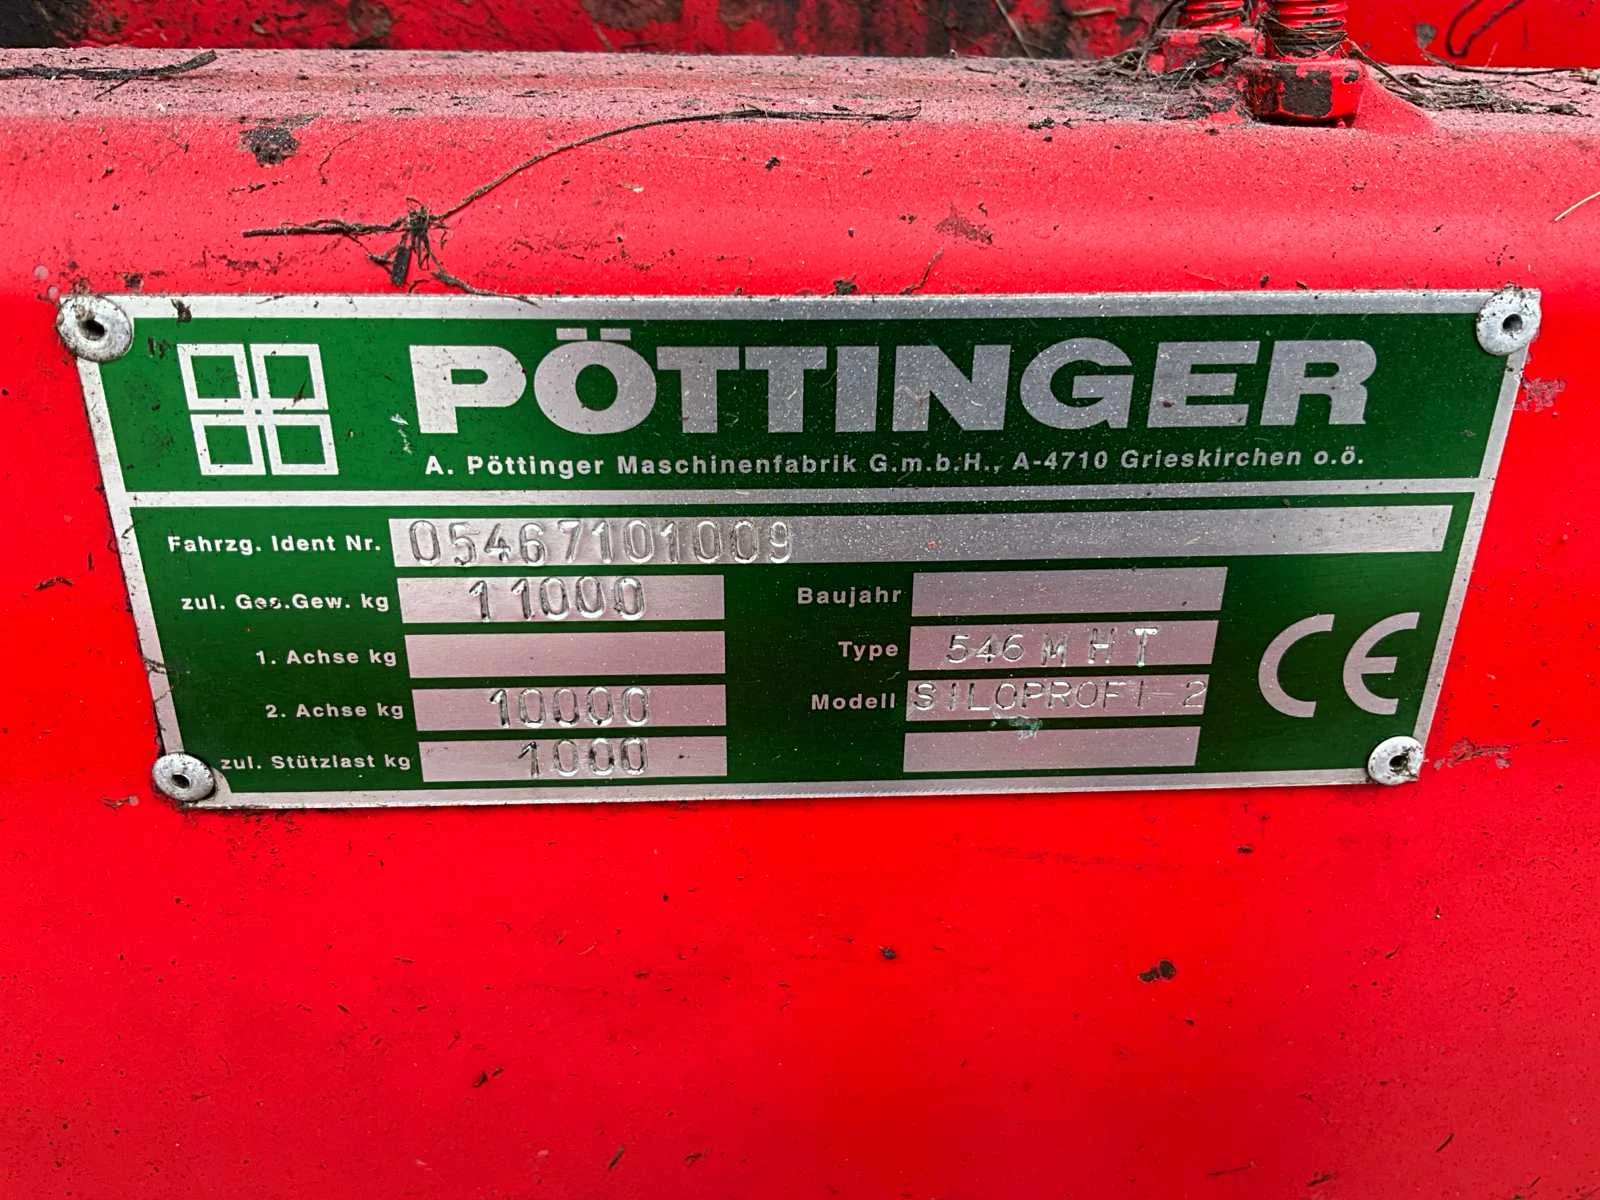 PÖTTINGER
A. Pöttinger Maschinenfabrik G.m.b.H., A-4710 Grieskirchen o.ö.
Fahrzg. Ident Nr. 05467101009
zul. Ges.Gew. kg 11000
Baujahr
1. Achse kg
Type 546 M H T
2. Achse kg 10000
Modell SILOPROFI-2
zul. Stützlast kg 1000
CE